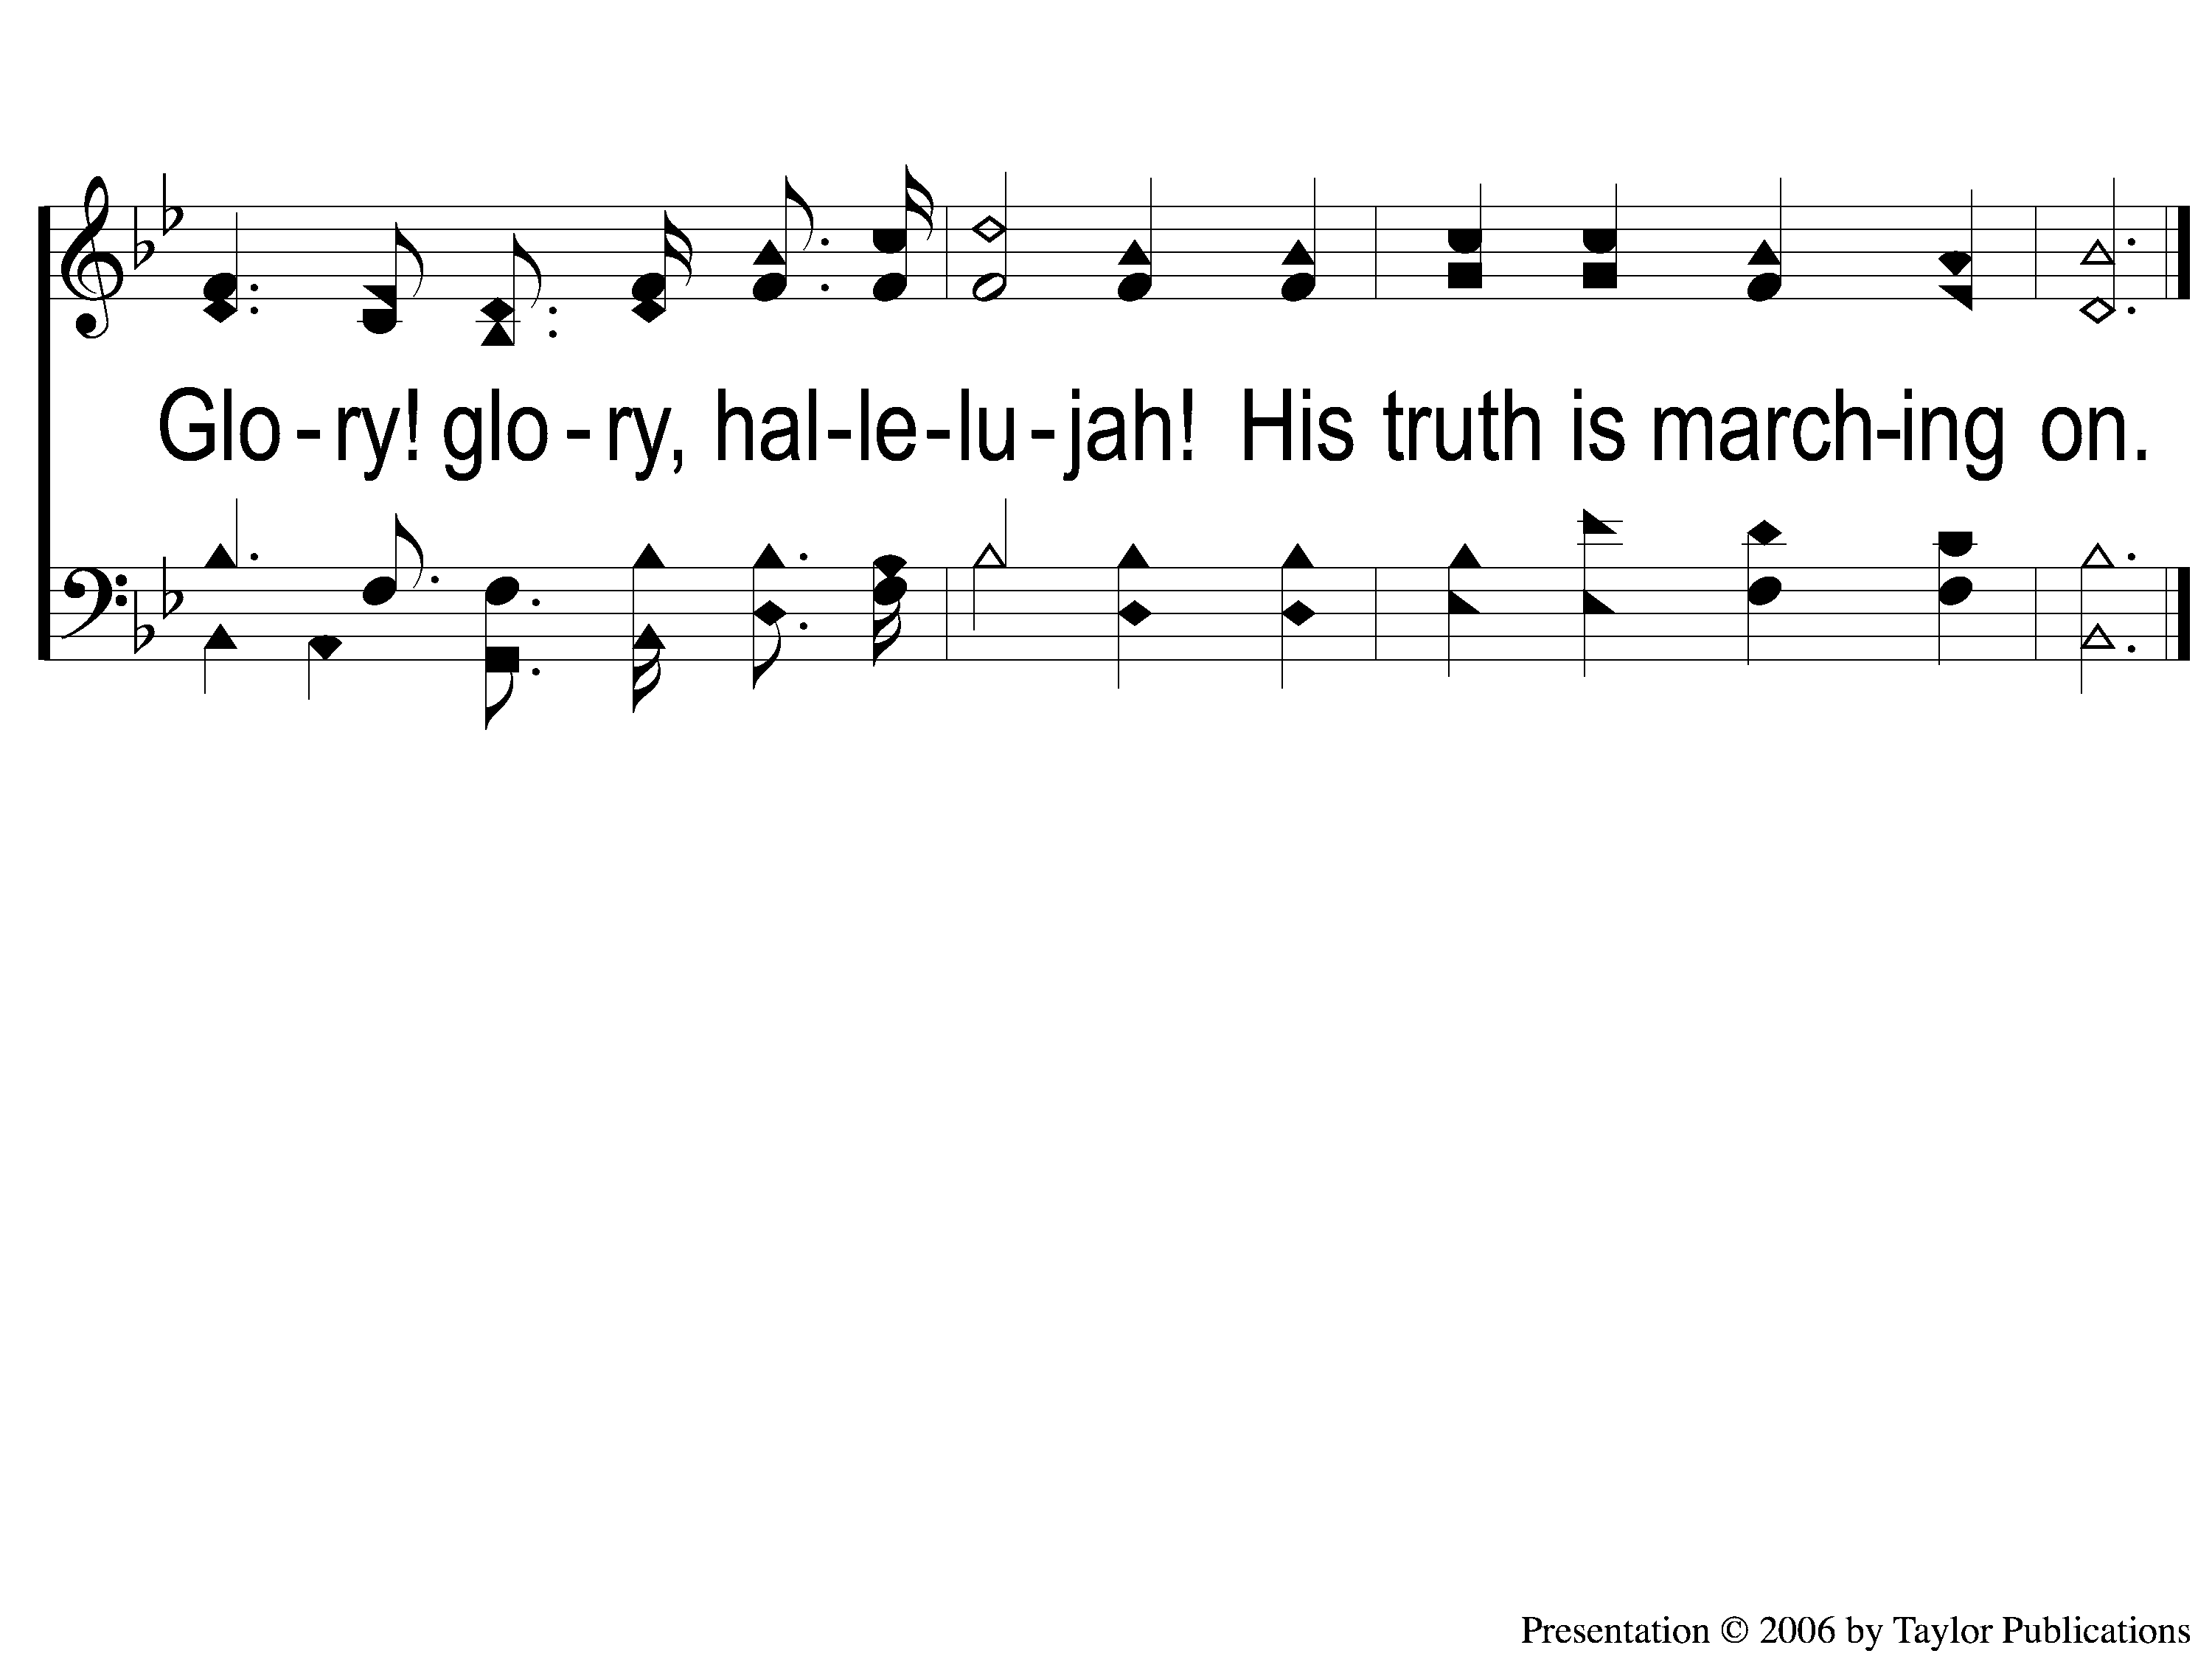 Glo - ry! glo - ry, hal-le-lu-jah! His truth is march-ing on.
Presentation © 2006 by Taylor Publications